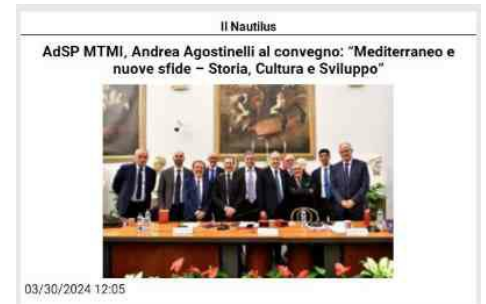 Il Nautilus
AdSP MTMI, Andrea Agostinelli al convegno: "Mediterraneo e
nuove sfide – Storia, Cultura e Sviluppo"
03/30/2024 12:05